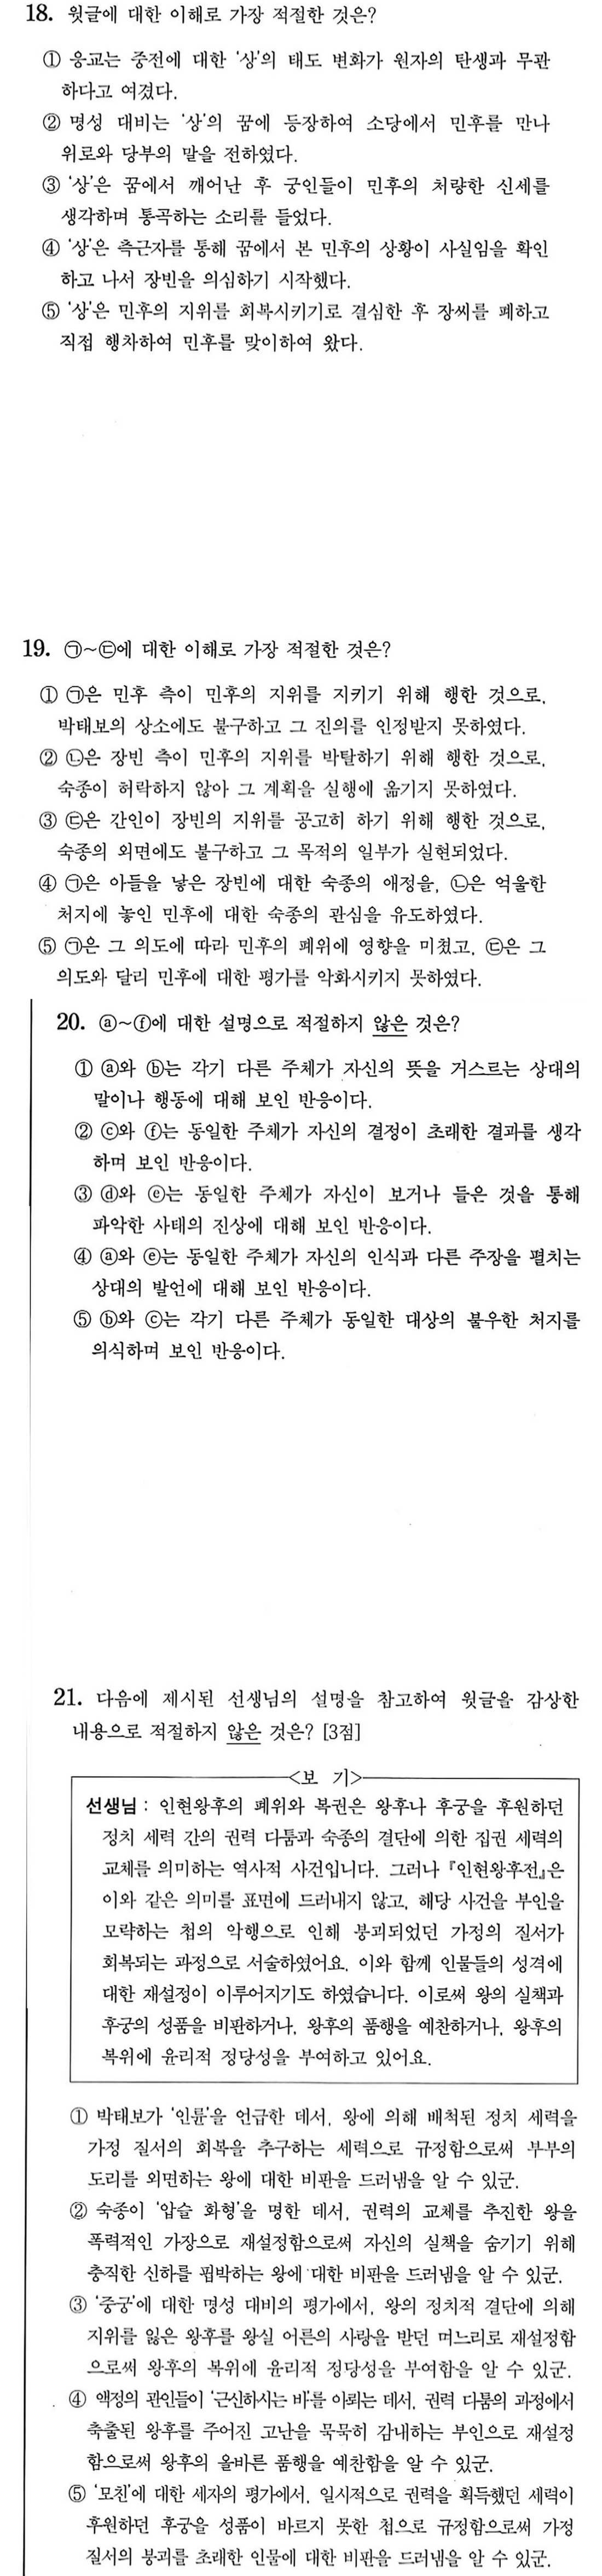 18. 윗글에 대한 이해로 가장 적절한 것은?
① 응교는 중전에 대한 '상'의 태도 변화가 원자의 탄생과 무관
하다고 여겼다.
② 명성 대비는 '상'의 꿈에 등장하여 소당에서 민후를 만나
위로와 당부의 말을 전하였다.
③ '상'은 꿈에서 깨어난 후 궁인들이 민후의 처량한 신세를
생각하며 통곡하는 소리를 들었다.
④ '상'은 측근자를 통해 꿈에서 본 민후의 상황이 사실임을 확인
하고 나서 장빈을 의심하기 시작했다.
⑤ '상'은 민후의 지위를 회복시키기로 결심한 후 장씨를 폐하고
직접 행차하여 민후를 맞이하여 왔다.
19. ㉠~㉢에 대한 이해로 가장 적절한 것은?
① ㉠은 민후 측이 민후의 지위를 지키기 위해 행한 것으로,
박태보의 상소에도 불구하고 그 진의를 인정받지 못하였다.
② ㉡은 장빈 측이 민후의 지위를 박탈하기 위해 행한 것으로,
숙종이 허락하지 않아 그 계획을 실행에 옮기지 못하였다.
③ ㉢은 간인이 장빈의 지위를 공고히 하기 위해 행한 것으로,
숙종의 외면에도 불구하고 그 목적의 일부가 실현되었다.
④ ㉠은 아들을 낳은 장빈에 대한 숙종의 애정을, ㉡은 억울한
처지에 놓인 민후에 대한 숙종의 관심을 유도하였다.
⑤ ㉠은 그 의도에 따라 민후의 폐위에 영향을 미쳤고, ㉢은 그
의도와 달리 민후에 대한 평가를 악화시키지 못하였다.
20. ⓐ~ⓕ에 대한 설명으로 적절하지 않은 것은?
① ⓐ와 ⓑ는 각기 다른 주체가 자신의 뜻을 거스르는 상대의
말이나 행동에 대해 보인 반응이다.
② ⓒ와 ⓕ는 동일한 주체가 자신의 결정이 초래한 결과를 생각
하며 보인 반응이다.
③ ⓓ와 ⓔ는 동일한 주체가 자신이 보거나 들은 것을 통해
파악한 사태의 진상에 대해 보인 반응이다.
④ ⓐ와 ⓔ는 동일한 주체가 자신의 인식과 다른 주장을 펼치는
상대의 발언에 대해 보인 반응이다.
⑤ ⓑ와 ⓒ는 각기 다른 주체가 동일한 대상의 불우한 처지를
의식하며 보인 반응이다.
21. 다음에 제시된 선생님의 설명을 참고하여 윗글을 감상한
내용으로 적절하지 않은 것은? [3점]
<보 기>
선생님 : 인현왕후의 폐위와 복권은 왕후나 후궁을 후원하던
정치 세력 간의 권력 다툼과 숙종의 결단에 의한 집권 세력의
교체를 의미하는 역사적 사건입니다. 그러나 『인현왕후전』은
이와 같은 의미를 표면에 드러내지 않고, 해당 사건을 부인을
모략하는 첩의 악행으로 인해 붕괴되었던 가정의 질서가
회복되는 과정으로 서술하였어요. 이와 함께 인물들의 성격에
대한 재설정이 이루어지기도 하였습니다. 이로써 왕의 실책과
후궁의 성품을 비판하거나, 왕후의 품행을 예찬하거나, 왕후의
복위에 윤리적 정당성을 부여하고 있어요.
① 박태보가 '인륜'을 언급한 데서, 왕에 의해 배척된 정치 세력을
가정 질서의 회복을 추구하는 세력으로 규정함으로써 부부의
도리를 외면하는 왕에 대한 비판을 드러냄을 알 수 있군.
② 숙종이 '압슬 화형'을 명한 데서, 권력의 교체를 추진한 왕을
폭력적인 가장으로 재설정함으로써 자신의 실책을 숨기기 위해
충직한 신하를 핍박하는 왕에 대한 비판을 드러냄을 알 수 있군.
③ '중궁'에 대한 명성 대비의 평가에서, 왕의 정치적 결단에 의해
지위를 잃은 왕후를 왕실 어른의 사랑을 받던 며느리로 재설정함
으로써 왕후의 복위에 윤리적 정당성을 부여함을 알 수 있군.
④ 액정의 관인들이 '근신하시는 바'를 아뢰는 데서, 권력 다툼의 과정에서
축출된 왕후를 주어진 고난을 묵묵히 감내하는 부인으로 재설정
함으로써 왕후의 올바른 품행을 예찬함을 알 수 있군.
⑤ '모친'에 대한 세자의 평가에서, 일시적으로 권력을 획득했던 세력이
후원하던 후궁을 성품이 바르지 못한 첩으로 규정함으로써 가정
질서의 붕괴를 초래한 인물에 대한 비판을 드러냄을 알 수 있군.